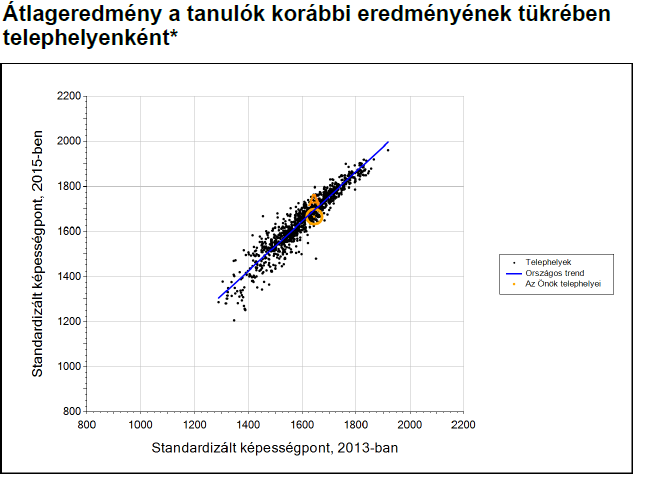 Átlageredmény a tanulók korábbi eredményének tükrében
telephelyenként*
Standardizált képességpont, 2015-ben
2200
2000
1800
1600
1400
1200
1000
800
800 1000 1200 1400 1600 1800 2000 2200
Standardizált képességpont, 2013-ban
Telephelyek
Országos trend
Az Önök telephelyei